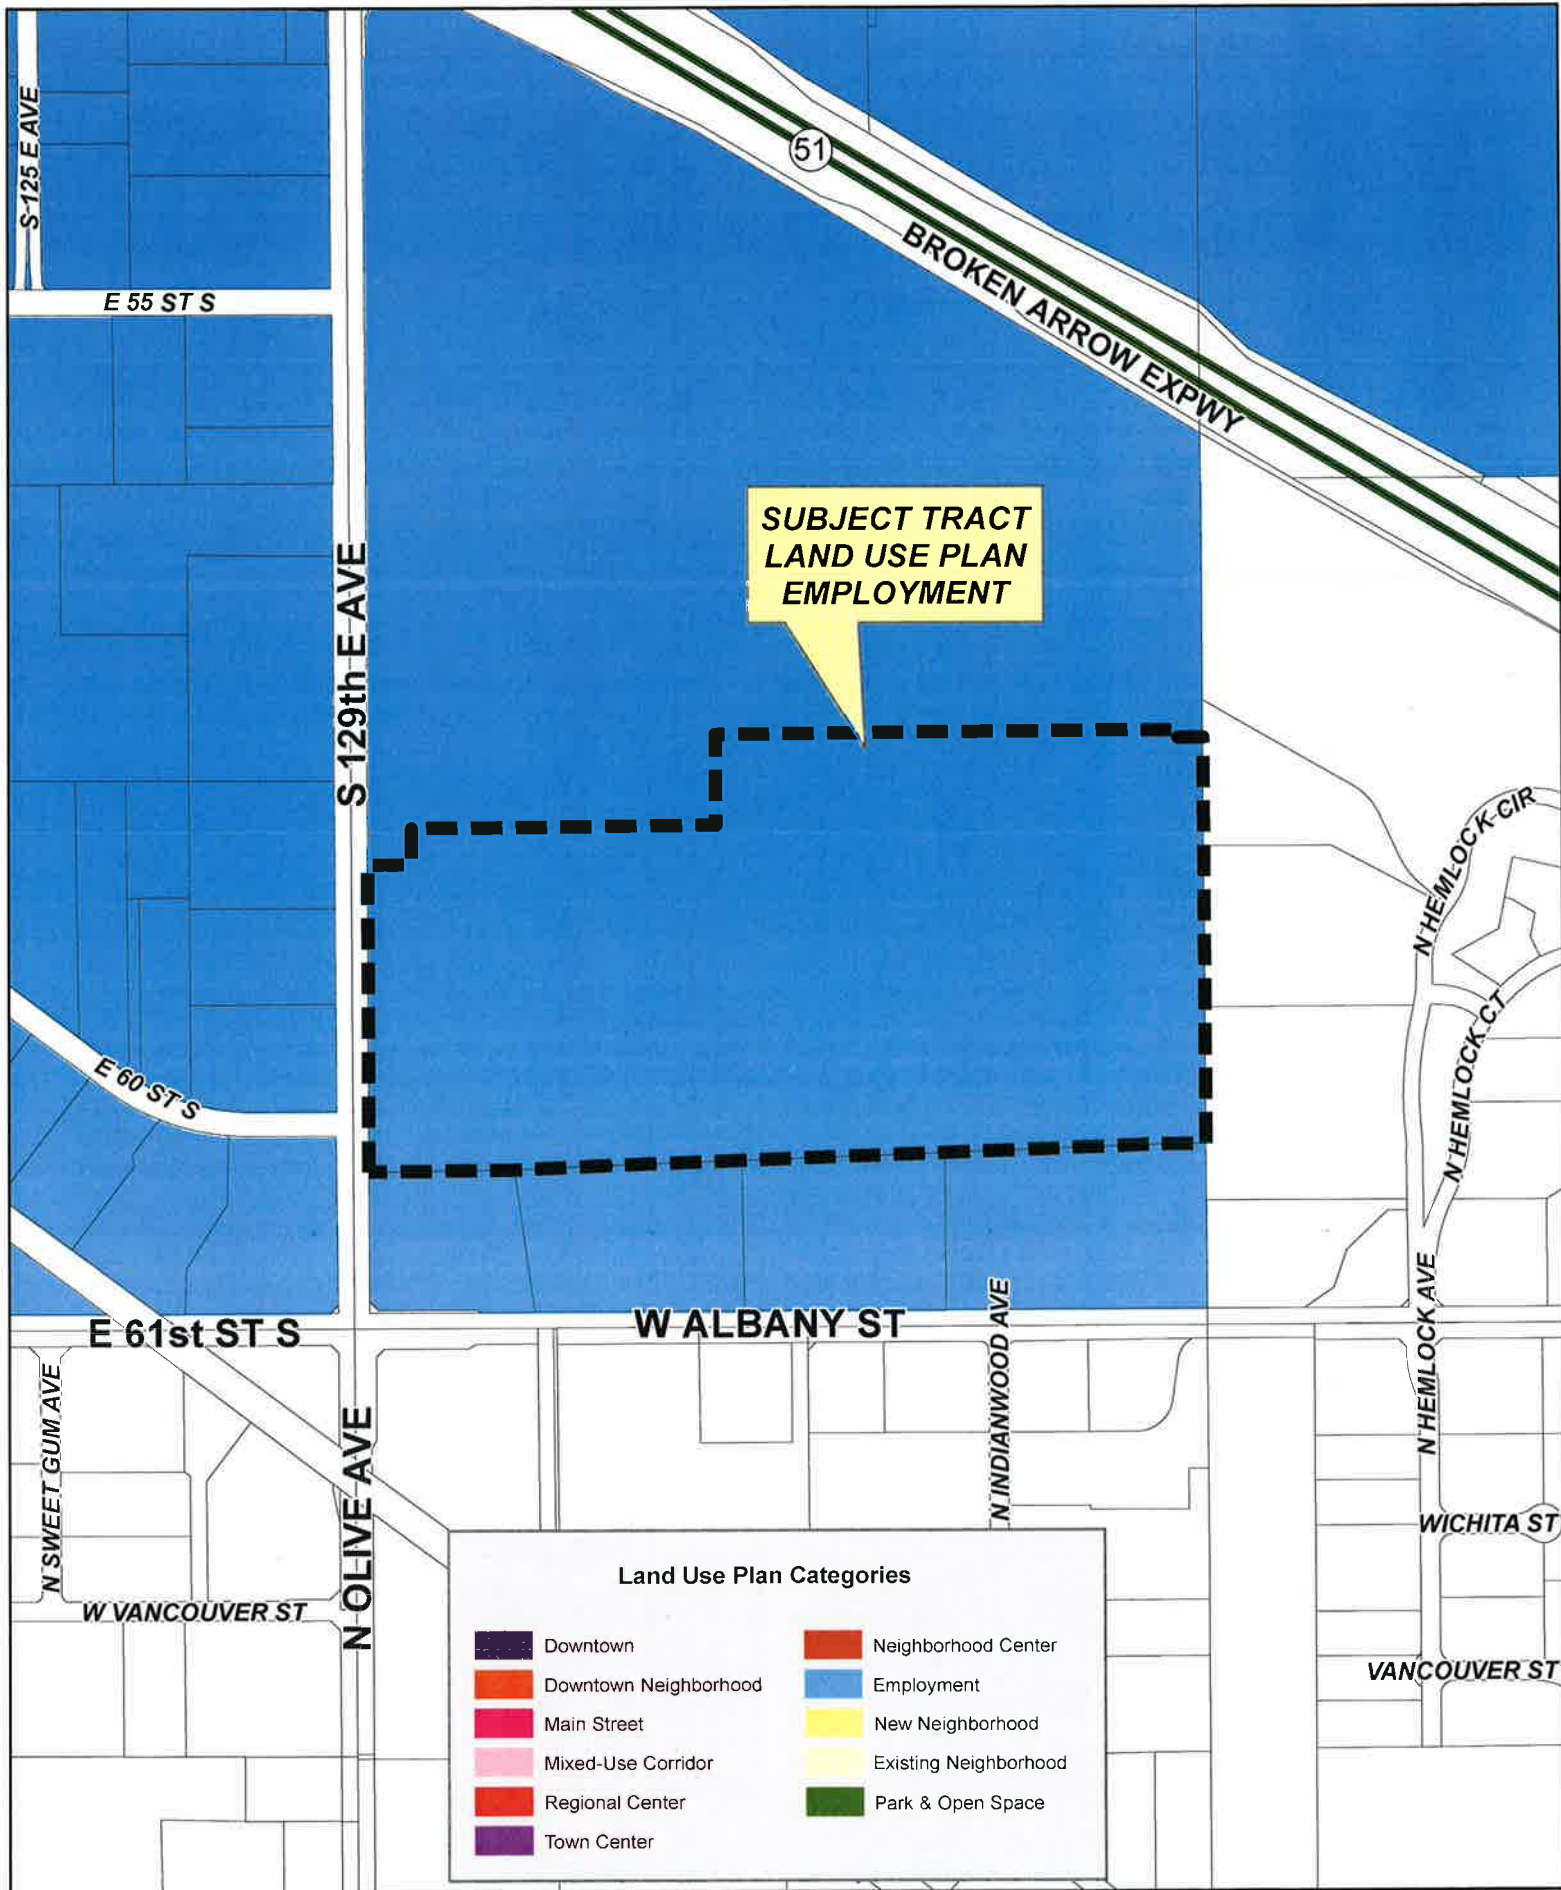 S 125 E AVE
51
BROKEN ARROW EXPWY
E 55 ST S
SUBJECT TRACT
LAND USE PLAN
EMPLOYMENT
S 129th E AVE
N HEMLOCK CIR
N HEMLOCK CT
E 60 ST S
E 61st ST S
W ALBANY ST
N INDIANWOOD AVE
N HEMLOCK AVE
N SWEET GUM AVE
N OLIVE AVE
WICHITA ST
W VANCOUVER ST
VANCOUVER ST
Land Use Plan Categories
Downtown
Downtown Neighborhood
Main Street
Mixed-Use Corridor
Regional Center
Town Center
Neighborhood Center
Employment
New Neighborhood
Existing Neighborhood
Park & Open Space